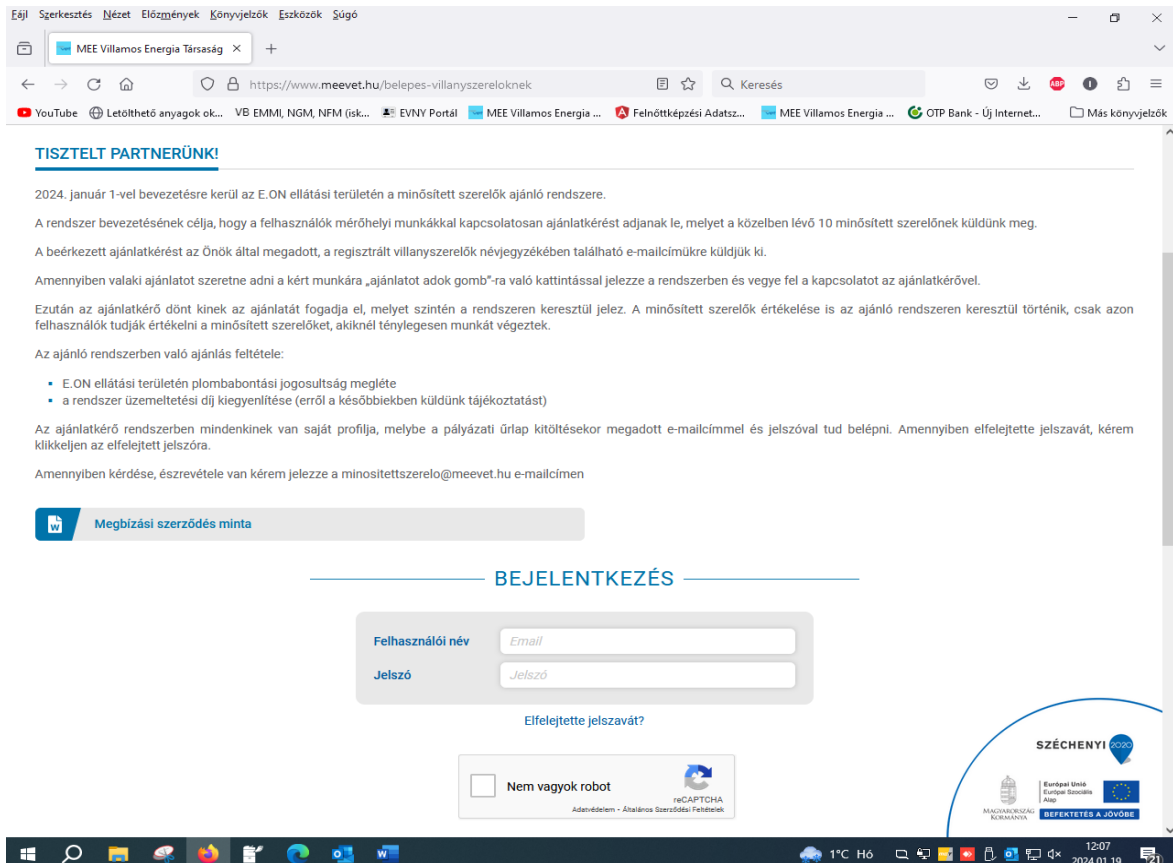 Fájl Szerkesztés Nézet Előzmények Könyvjelzők Eszközök Súgó
MEE Villamos Energia Társaság
https://www.meevet.hu/belepes-villanyszereloknek
Keresés
ABP
YouTube Letölthető anyagok ok... VB EMMI, NGM, NFM (isk... EVNY Portál MEE Villamos Energia ... Felnőttképzési Adatsz... MEE Villamos Energia ... OTP Bank - Új Internet... Más könyvjelzők
TISZTELT PARTNERÜNK!
2024. január 1-vel bevezetésre kerül az E.ON ellátási területén a minősített szerelők ajánló rendszere.
A rendszer bevezetésének célja, hogy a felhasználók mérőhelyi munkákkal kapcsolatosan ajánlatkérést adjanak le, melyet a közelben lévő 10 minősített szerelőnek küldünk meg.
A beérkezett ajánlatkérést az Önök által megadott, a regisztrált villanyszerelők névjegyzékében található e-mailcímükre küldjük ki.
Amennyiben valaki ajánlatot szeretne adni a kért munkára „ajánlatot adok gomb"-ra való kattintással jelezze a rendszerben és vegye fel a kapcsolatot az ajánlatkérővel.
Ezután az ajánlatkérő dönt kinek az ajánlatát fogadja el, melyet szintén a rendszeren keresztül jelez. A minősített szerelők értékelése is az ajánló rendszeren keresztül történik, csak azon
felhasználók tudják értékelni a minősített szerelőket, akiknél ténylegesen munkát végeztek.
Az ajánló rendszerben való ajánlás feltétele:
▪ E.ON ellátási területén plombabontási jogosultság megléte
▪ a rendszer üzemeltetési díj kiegyenlítése (erről a későbbiekben küldünk tájékoztatást)
Az ajánlatkérő rendszerben mindenkinek van saját profilja, melybe a pályázati űrlap kitöltésekor megadott e-mailcímmel és jelszóval tud belépni. Amennyiben elfelejtette jelszavát, kérem
klikkeljen az elfelejtett jelszóra.
Amennyiben kérdése, észrevétele van kérem jelezze a minositettszerelo@meevet.hu e-mailcímen
Megbízási szerződés minta
BEJELENTKEZÉS
Felhasználói név Email
Jelszó Jelszó
Elfelejtette jelszavát?
Nem vagyok robot
reCAPTCHA
Adatvédelem - Általános Szerződési Feltételek
SZÉCHENYI 2020
Magyarország
Kormánya
Európai Unió
Európai Szociális
Alap
BEFEKTETÉS A JÖVŐBE
1°C Hó
12:07
2024.01.19.